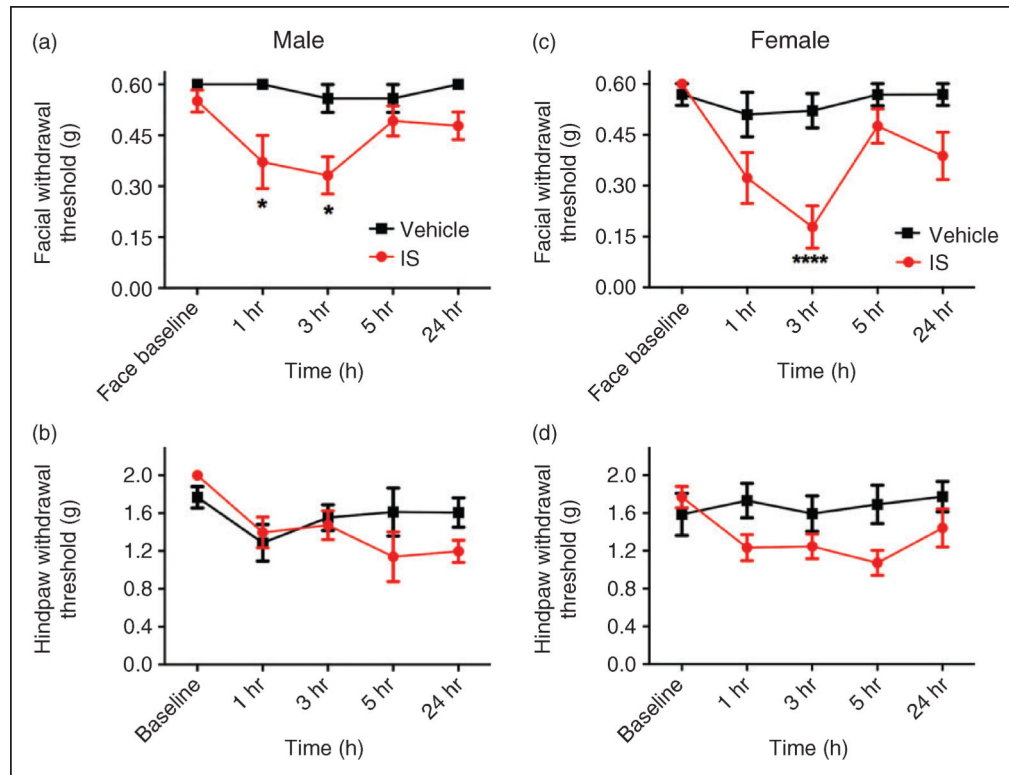 (a)
Male
Facial withdrawal
threshold (g)
0.60
0.45
0.30
0.15
0.00
*
*
Vehicle
IS
Face baseline
1 hr
3 hr
5 hr
24 hr
Time (h)
(c)
Female
Facial withdrawal
threshold (g)
0.60
0.45
0.30
0.15
0.00
****
Vehicle
IS
Face baseline
1 hr
3 hr
5 hr
24 hr
Time (h)
(b)
Hindpaw withdrawal
threshold (g)
2.0
1.6
1.2
0.8
0.4
0.0
Baseline
1 hr
3 hr
5 hr
24 hr
Time (h)
(d)
Hindpaw withdrawal
threshold (g)
2.0
1.6
1.2
0.8
0.4
0.0
Baseline
1 hr
3 hr
5 hr
24 hr
Time (h)